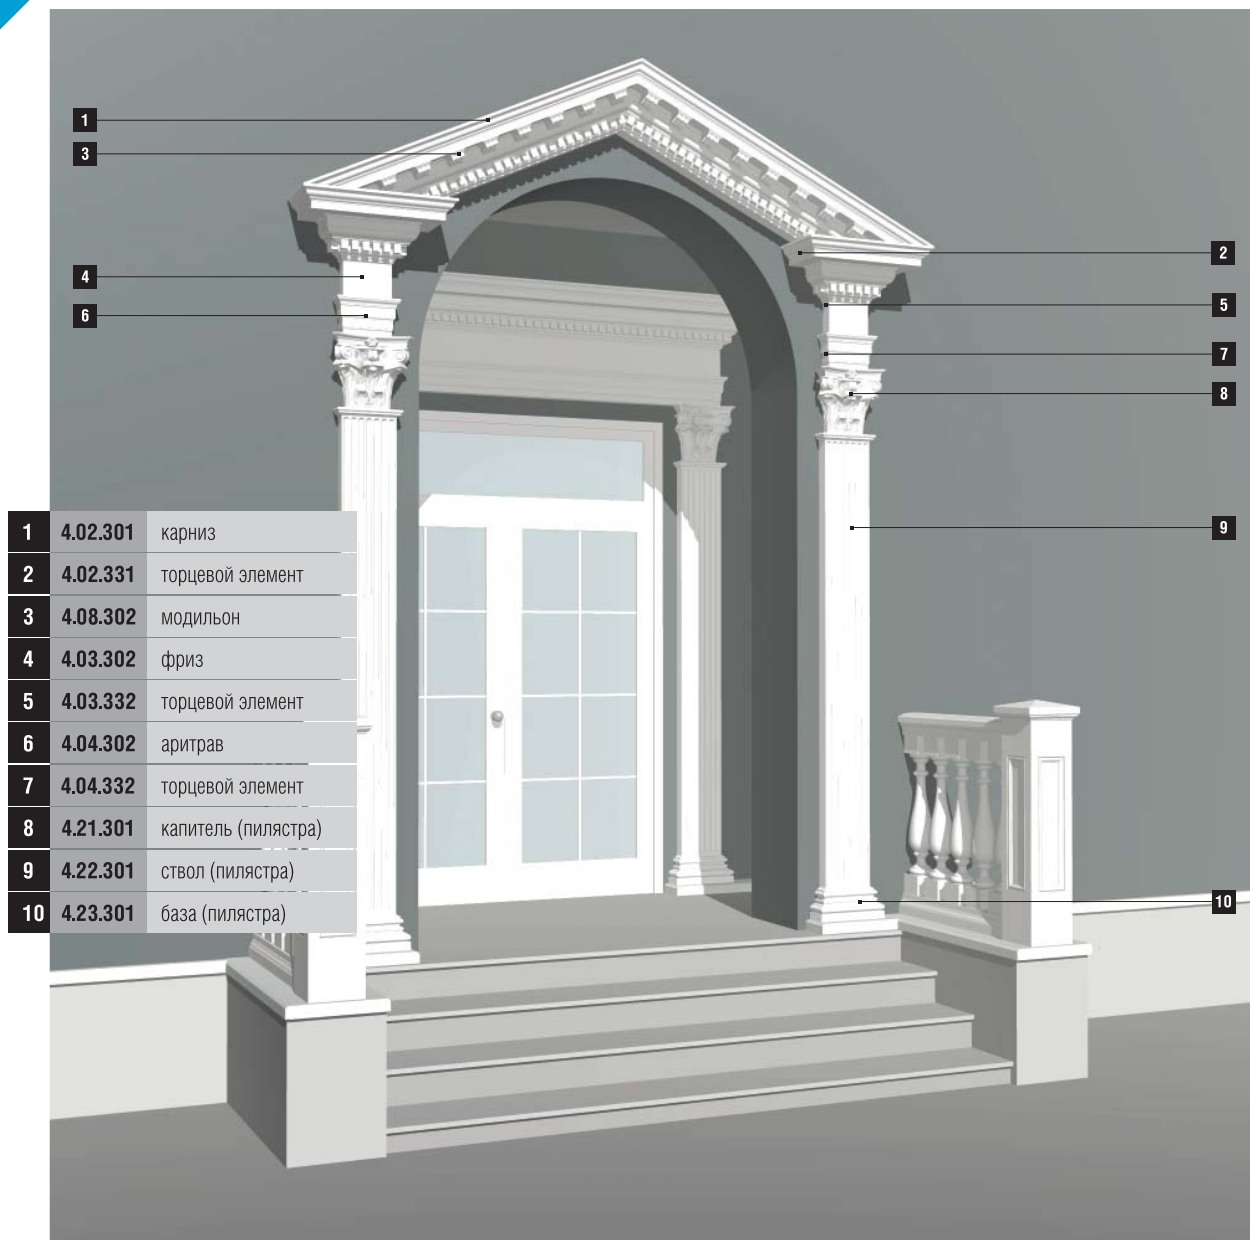 1
3
2
4
5
6
7
8
9
10
1 4.02.301 карниз
2 4.02.331 торцевой элемент
3 4.08.302 модильон
4 4.03.302 фриз
5 4.03.332 торцевой элемент
6 4.04.302 аритрав
7 4.04.332 торцевой элемент
8 4.21.301 капитель (пилястра)
9 4.22.301 ствол (пилястра)
10 4.23.301 база (пилястра)